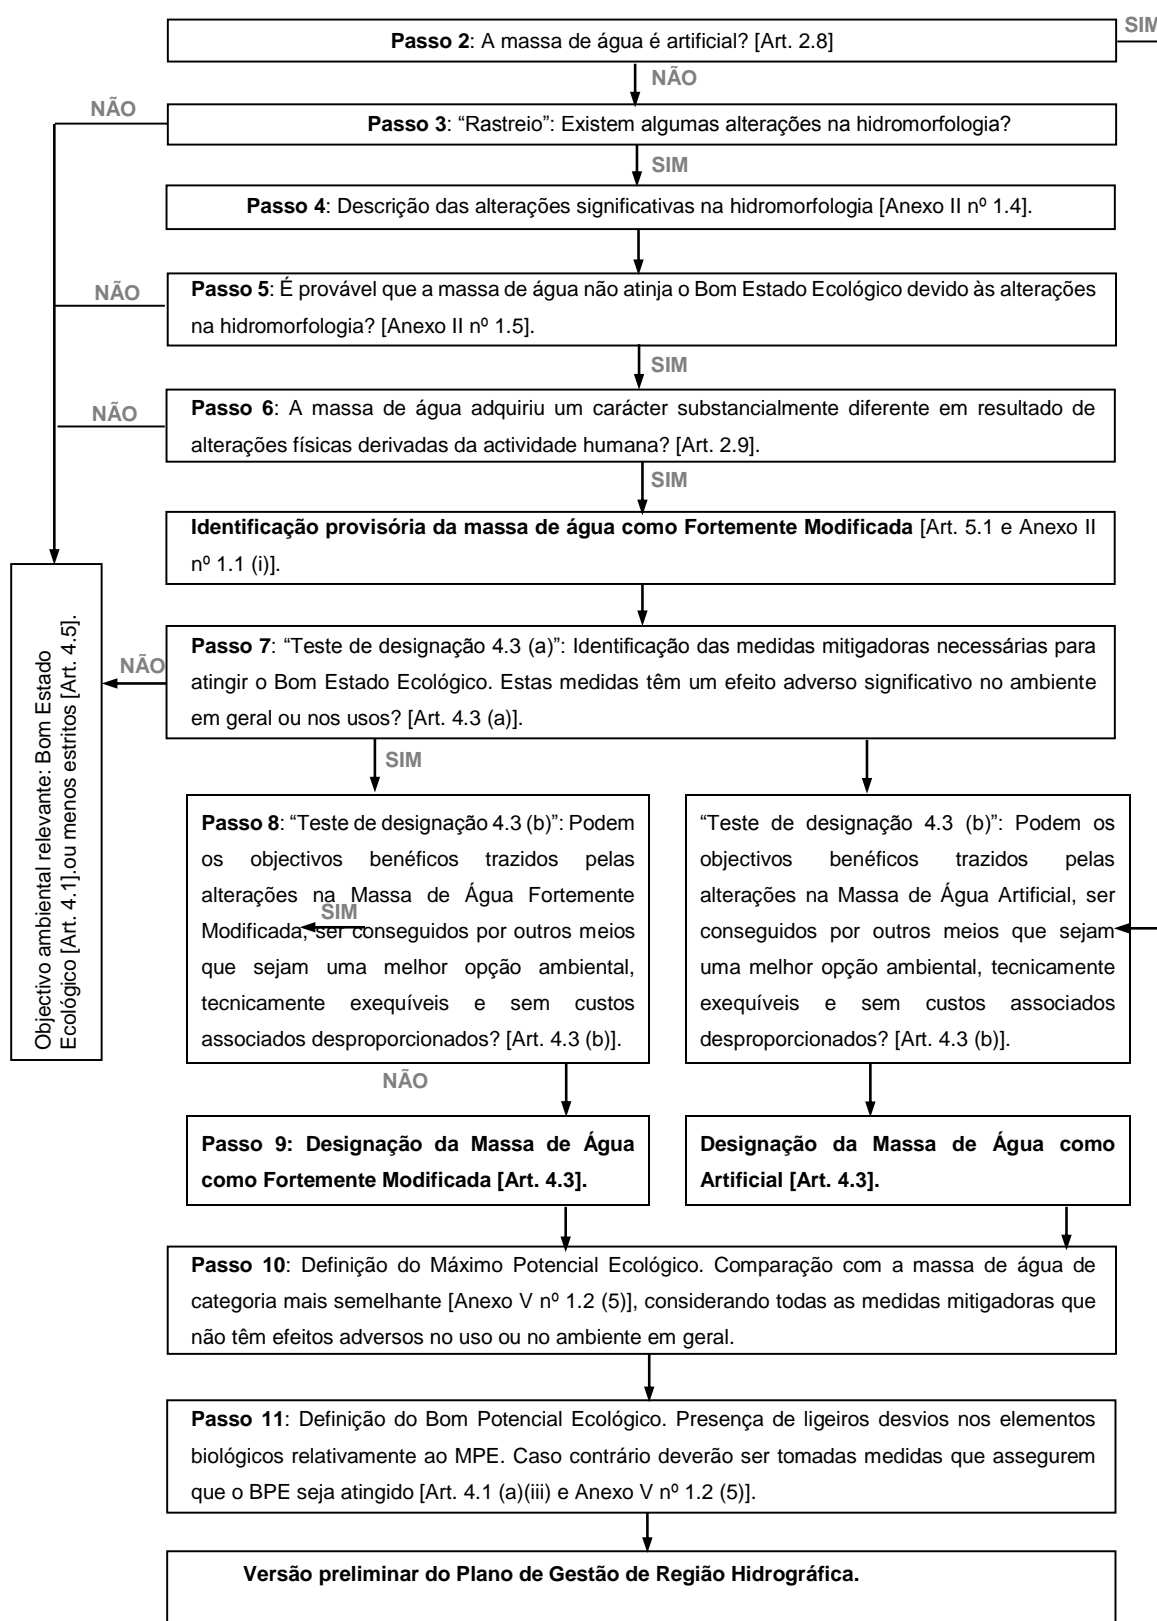 SIM
Passo 2: A massa de água é artificial? [Art. 2.8]
NÃO
NÃO
Passo 3: “Rastreio”: Existem algumas alterações na hidromorfologia?
SIM
Passo 4: Descrição das alterações significativas na hidromorfologia [Anexo II nº 1.4].
NÃO
Passo 5: É provável que a massa de água não atinja o Bom Estado Ecológico devido às alterações
na hidromorfologia? [Anexo II nº 1.5].
SIM
NÃO
Passo 6: A massa de água adquiriu um carácter substancialmente diferente em resultado de
alterações físicas derivadas da actividade humana? [Art. 2.9].
SIM
Identificação provisória da massa de água como Fortemente Modificada [Art. 5.1 e Anexo II
nº 1.1 (i)].
Objectivo ambiental relevante: Bom Estado
Ecológico [Art. 4.1].ou menos estritos [Art. 4.5].
NÃO
Passo 7: “Teste de designação 4.3 (a)”: Identificação das medidas mitigadoras necessárias para
atingir o Bom Estado Ecológico. Estas medidas têm um efeito adverso significativo no ambiente
em geral ou nos usos? [Art. 4.3 (a)].
SIM
Passo 8: “Teste de designação 4.3 (b)”: Podem
os objectivos benéficos trazidos pelas
alterações na Massa de Água Fortemente
SIM
Modificada, ser conseguidos por outros meios
que sejam uma melhor opção ambiental,
tecnicamente exequíveis e sem custos
associados desproporcionados? [Art. 4.3 (b)].
“Teste de designação 4.3 (b)”: Podem os
objectivos benéficos trazidos pelas
alterações na Massa de Água Artificial, ser
conseguidos por outros meios que sejam
uma melhor opção ambiental, tecnicamente
exequíveis e sem custos associados
desproporcionados? [Art. 4.3 (b)].
NÃO
Passo 9: Designação da Massa de Água
como Fortemente Modificada [Art. 4.3].
Designação da Massa de Água como
Artificial [Art. 4.3].
Passo 10: Definição do Máximo Potencial Ecológico. Comparação com a massa de água de
categoria mais semelhante [Anexo V nº 1.2 (5)], considerando todas as medidas mitigadoras que
não têm efeitos adversos no uso ou no ambiente em geral.
Passo 11: Definição do Bom Potencial Ecológico. Presença de ligeiros desvios nos elementos
biológicos relativamente ao MPE. Caso contrário deverão ser tomadas medidas que assegurem
que o BPE seja atingido [Art. 4.1 (a)(iii) e Anexo V nº 1.2 (5)].
Versão preliminar do Plano de Gestão de Região Hidrográfica.